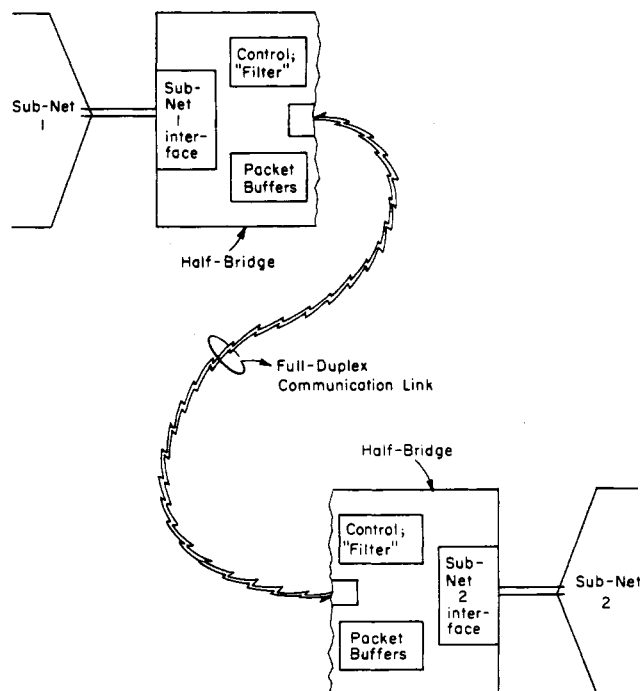 Control;
"Filter"
Sub-Net
1
Sub-
Net
1
inter-
face
Packet
Buffers
Half-Bridge
Full-Duplex
Communication Link
Half-Bridge
Control;
"Filter"
Sub-
Net
2
inter-
face
Sub-Net
2
Packet
Buffers